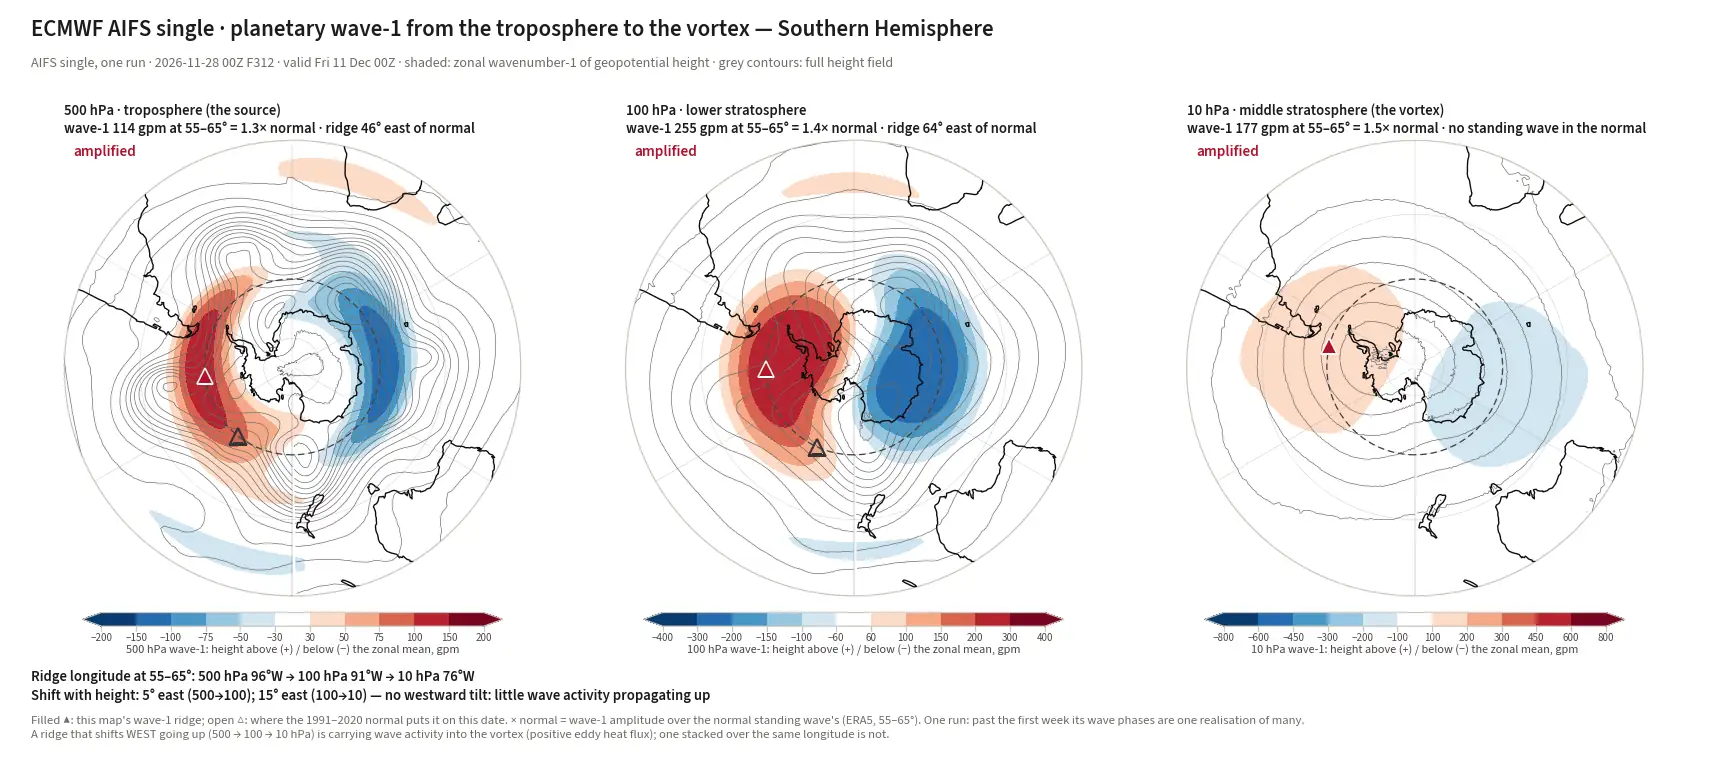 ECMWF AIFS single · planetary wave-1 from the troposphere to the vortex — Southern Hemisphere
AIFS single, one run · 2026-11-28 00Z F312 · valid Fri 11 Dec 00Z · shaded: zonal wavenumber-1 of geopotential height · grey contours: full height field
500 hPa · troposphere (the source)
wave-1 114 gpm at 55–65° = 1.3× normal · ridge 46° east of normal
amplified
100 hPa · lower stratosphere
wave-1 255 gpm at 55–65° = 1.4× normal · ridge 64° east of normal
amplified
10 hPa · middle stratosphere (the vortex)
wave-1 177 gpm at 55–65° = 1.5× normal · no standing wave in the normal
amplified
−200 −150 −100 −75 −50 −30 30 50 75 100 150 200
500 hPa wave-1: height above (+) / below (−) the zonal mean, gpm
−400 −300 −200 −150 −100 −60 60 100 150 200 300 400
100 hPa wave-1: height above (+) / below (−) the zonal mean, gpm
−800 −600 −450 −300 −200 −100 100 200 300 450 600 800
10 hPa wave-1: height above (+) / below (−) the zonal mean, gpm
Ridge longitude at 55–65°: 500 hPa 96°W → 100 hPa 91°W → 10 hPa 76°W
Shift with height: 5° east (500→100); 15° east (100→10) — no westward tilt: little wave activity propagating up
Filled ▲: this map's wave-1 ridge; open △: where the 1991–2020 normal puts it on this date. × normal = wave-1 amplitude over the normal standing wave's (ERA5, 55–65°). One run: past the first week its wave phases are one realisation of many.
A ridge that shifts WEST going up (500 → 100 → 10 hPa) is carrying wave activity into the vortex (positive eddy heat flux); one stacked over the same longitude is not.